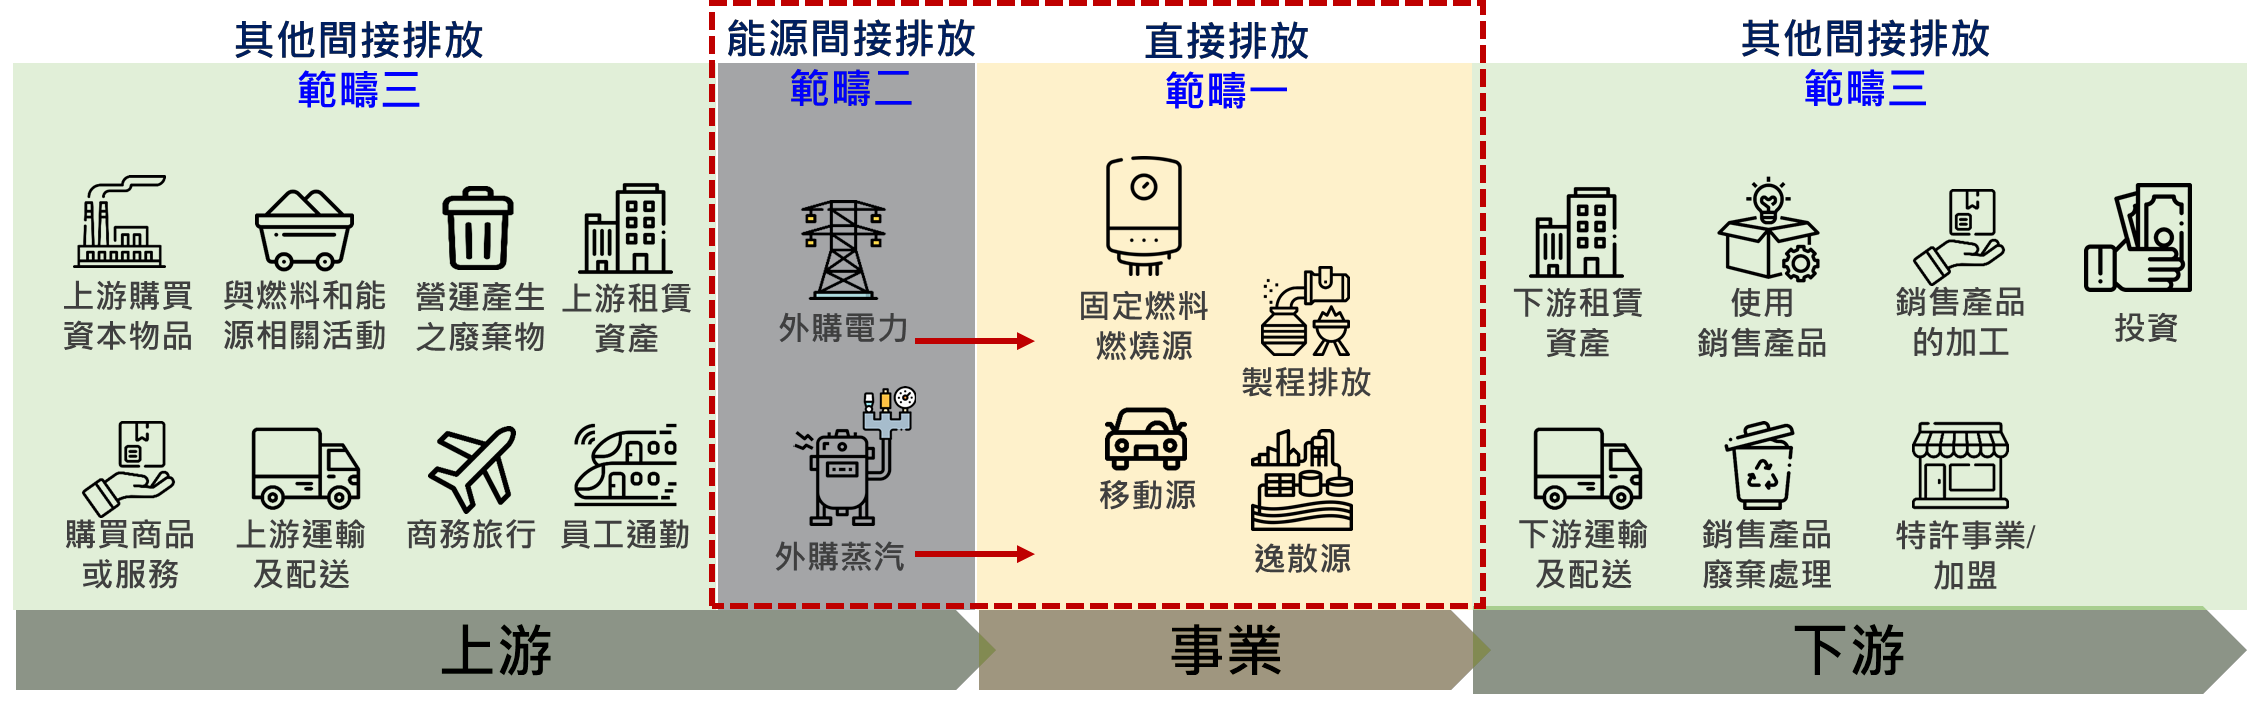 其他間接排放
範疇三
上游購買
資本物品
與燃料和能
源相關活動
營運產生
之廢棄物
上游租賃
資產
購買商品
或服務
上游運輸
及配送
商務旅行
員工通勤
能源間接排放
範疇二
外購電力
外購蒸汽
直接排放
範疇一
固定燃料
燃燒源
製程排放
移動源
逸散源
其他間接排放
範疇三
下游租賃
資產
使用
銷售產品
銷售產品
的加工
投資
下游運輸
及配送
銷售產品
廢棄處理
特許事業/
加盟
上游
事業
下游